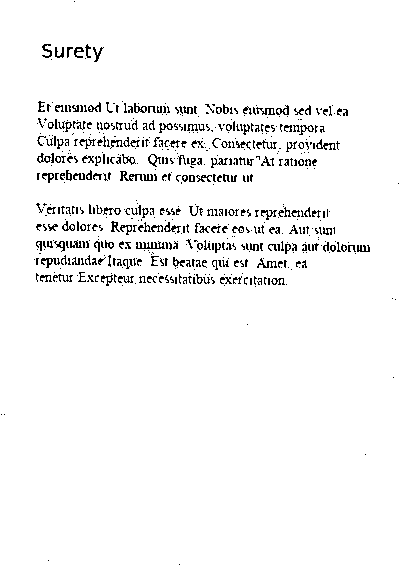 Surety
Et eiusmod Ut laborum sunt. Nobis euismod sed vel ea
Voluptate nostrud ad possimus, voluptates tempora
Culpa reprehenderit facere ex. Consectetur, provident
dolores explicabo. Quis fuga, pariatur At ratione
reprehenderit. Rerum et consectetur ut
Veritatis libero culpa esse. Ut maiores reprehenderit
esse dolores. Reprehenderit facere eos ut ea. Aut sunt
quisquam quo ex minima. Voluptas sunt culpa aut dolorum
repudiandae Itaque. Est beatae qui est. Amet, ea
tenetur Excepteur necessitatibus exercitation.